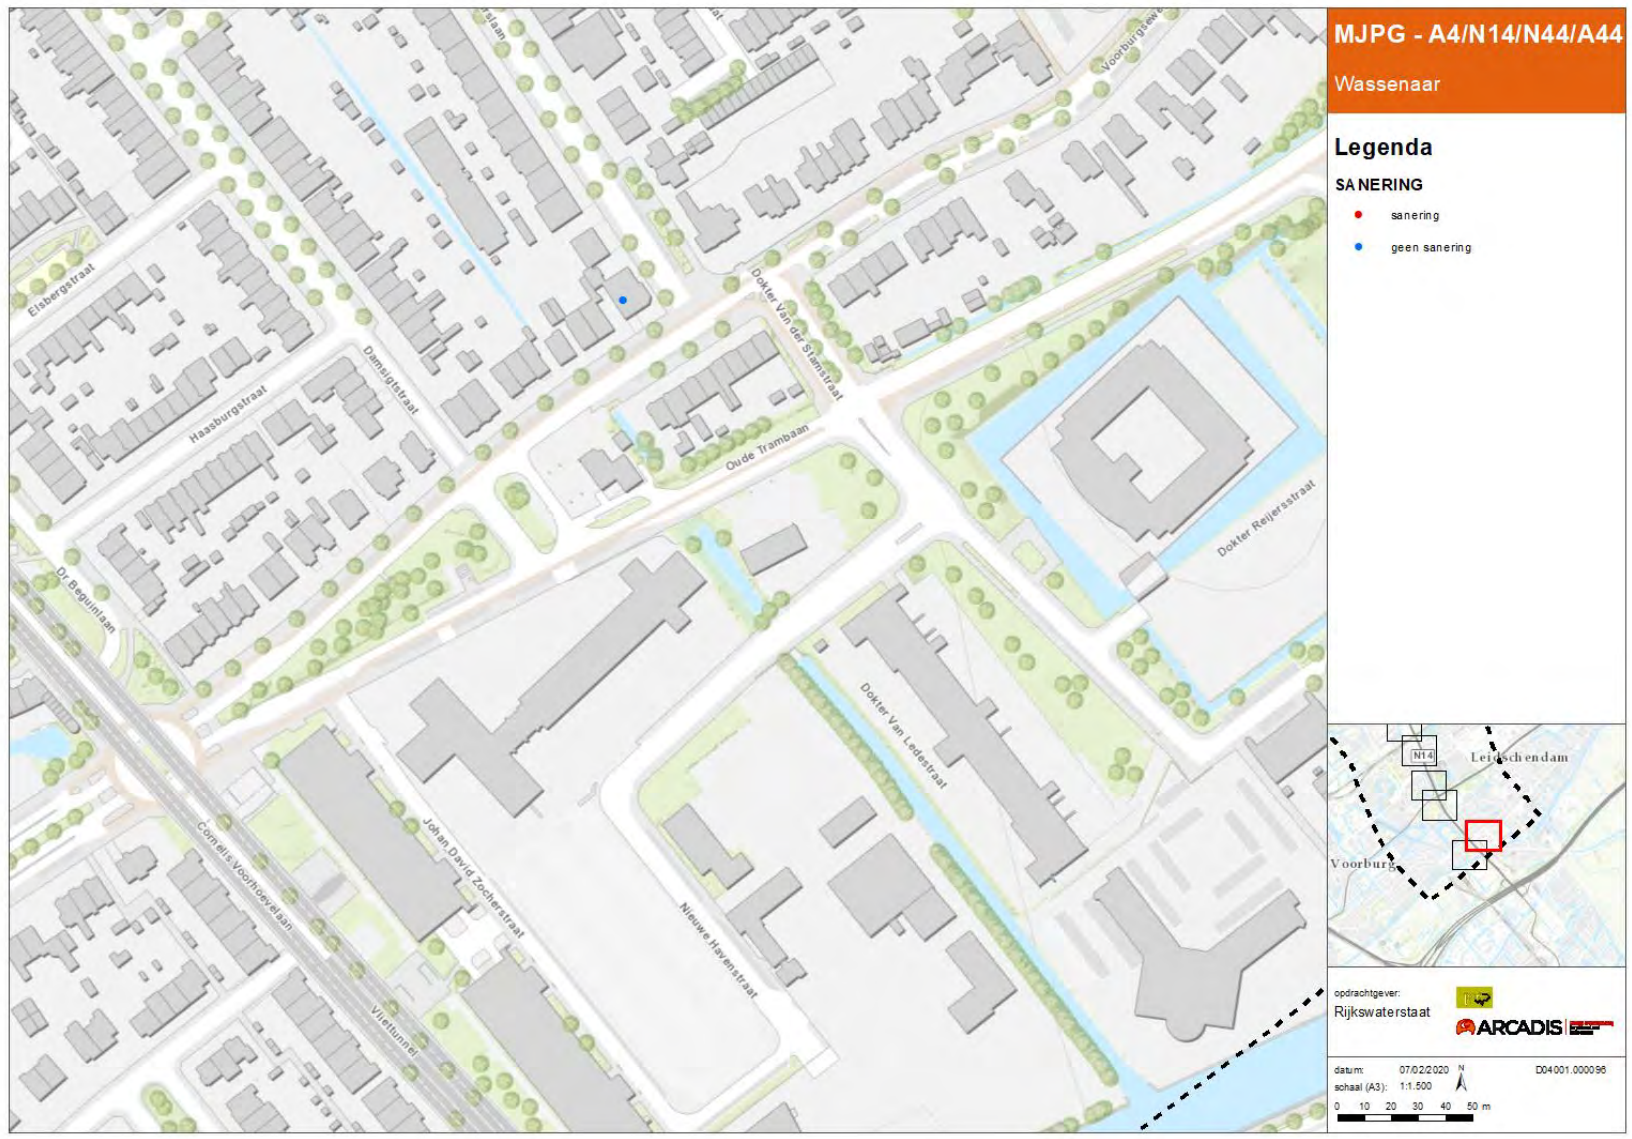 MJPG - A4/N14/N44/A44
Wassenaar
Legenda
SANERING
sanering
geen sanering
Voorburgsewe
rslaan
at
Elsbergstraat
Haasburgstraat
Damsigtstraat
Dokter Van der Stamstraat
Oude Trambaan
Dokter Reijersstraat
Dr Beguinlaan
Dokter Van Ledestraat
Johan David Zocherstraat
Cornelis Voorhoevelaan
Nieuwe Havenstraat
Vliettunnel
N14
Leidschendam
Voorburg
opdrachtgever:
Rijkswaterstaat
ARCADIS
datum: 07/02/2020 N D04001.000096
schaal (A3): 1:1.500
0 10 20 30 40 50 m